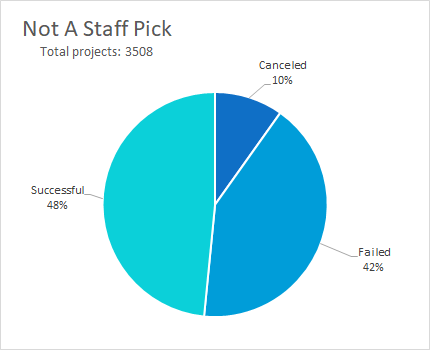 Not A Staff Pick
Total projects: 3508
Canceled
10%
Successful
48%
Failed
42%